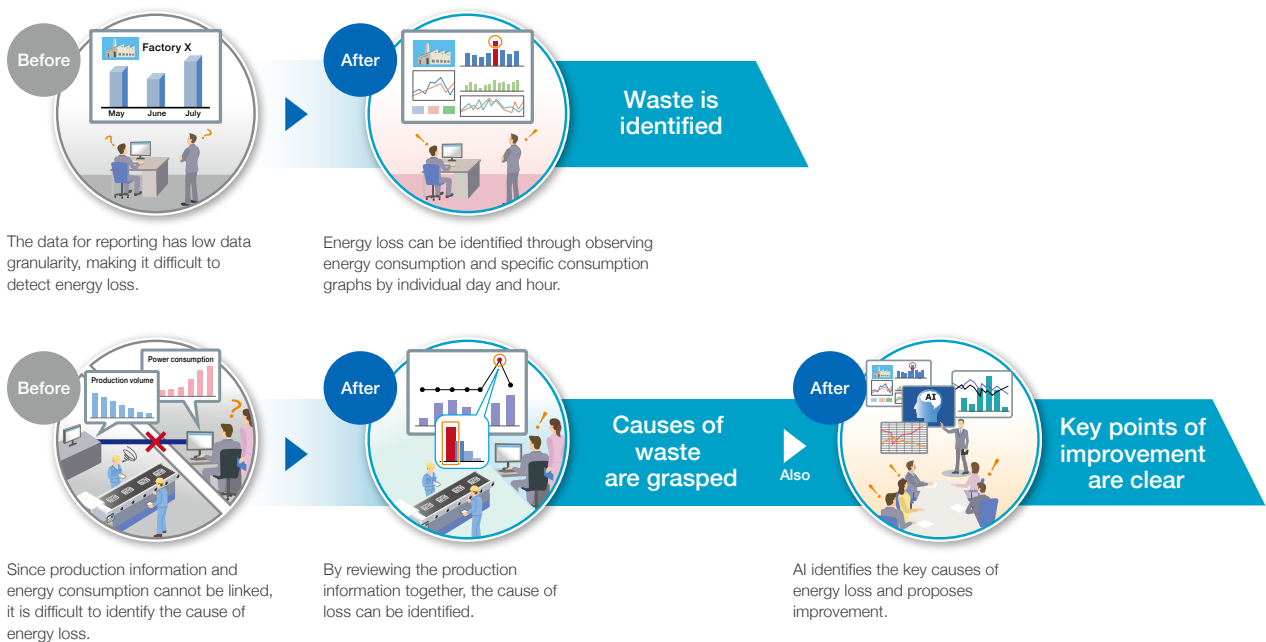 Before
Factory X
May June July
?
?
The data for reporting has low data
granularity, making it difficult to
detect energy loss.
After
!
!
Energy loss can be identified through observing
energy consumption and specific consumption
graphs by individual day and hour.
Waste is
identified
Before
Power consumption
Production volume
?
Since production information and
energy consumption cannot be linked,
it is difficult to identify the cause of
energy loss.
After
!
By reviewing the production
information together, the cause of
loss can be identified.
Causes of
waste
are grasped
Also
After
AI
!
!
AI identifies the key causes of
energy loss and proposes
improvement.
Key points of
improvement
are clear